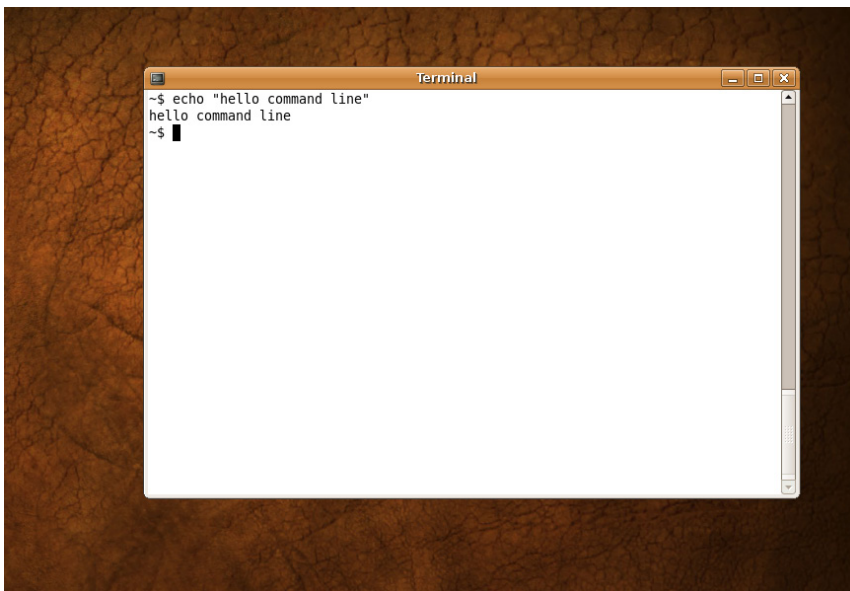 Terminal
~$ echo "hello command line"
hello command line
~$